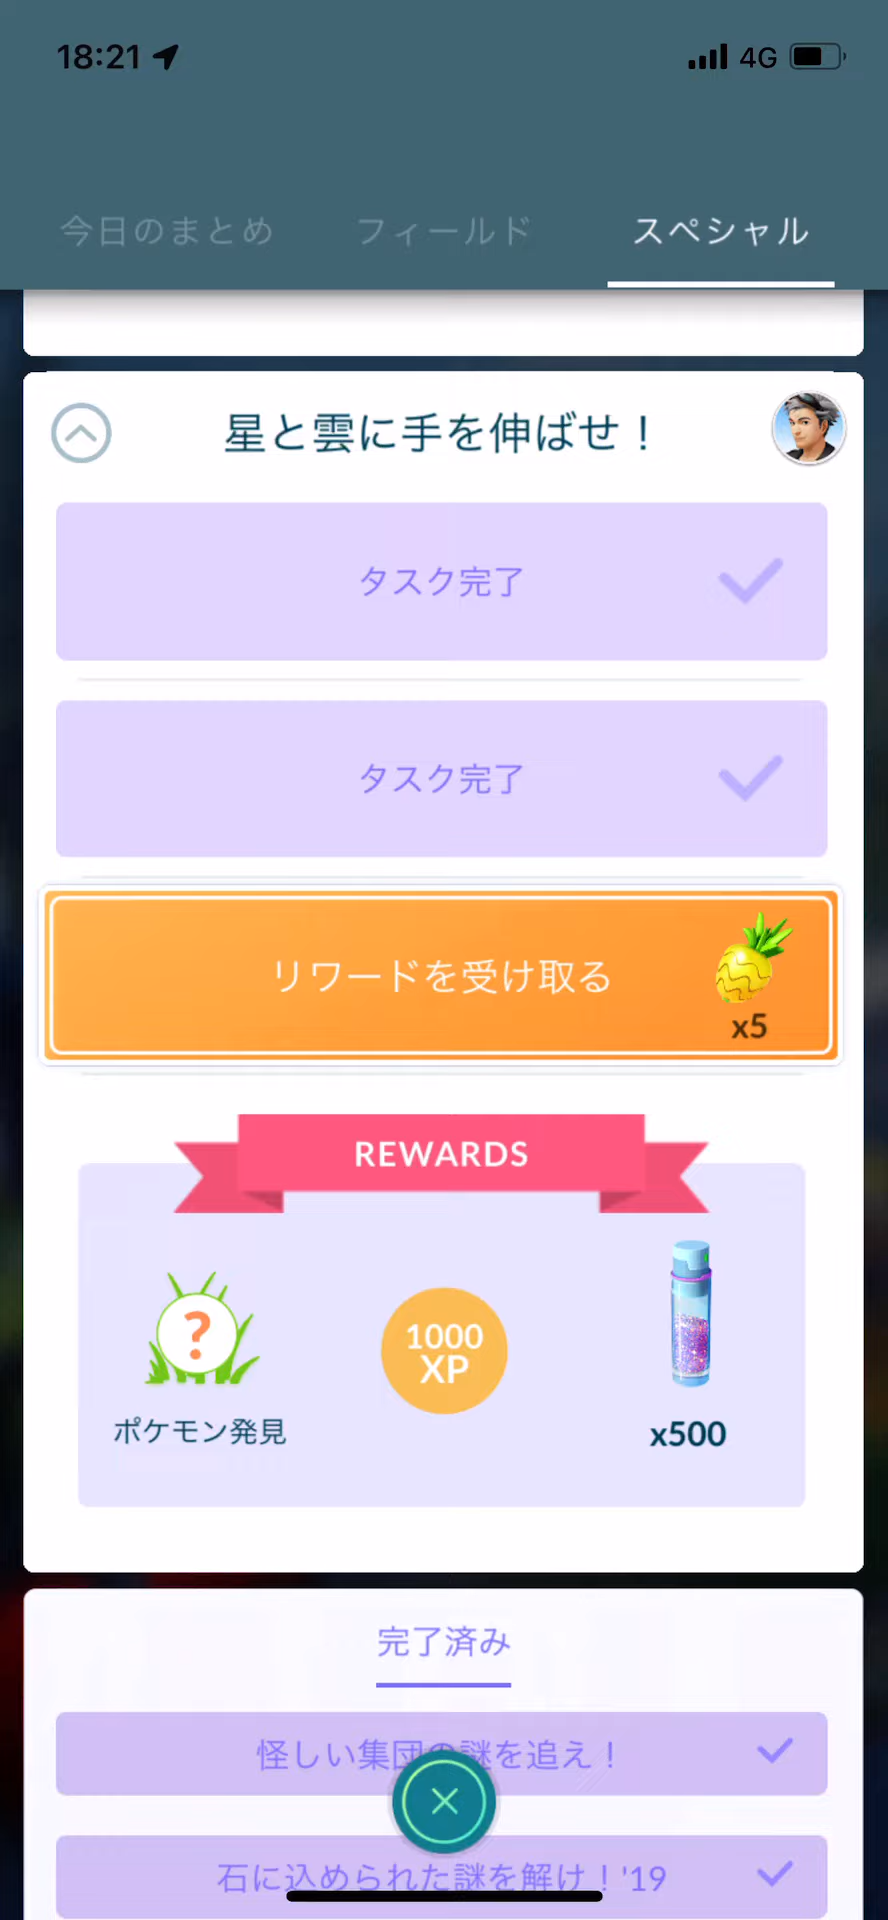 18:21
4G
今日のまとめ
フィールド
スペシャル
星と雲に手を伸ばせ！
タスク完了
タスク完了
リワードを受け取る
x5
REWARDS
?
1000
XP
ポケモン発見
x500
完了済み
怪しい集団の謎を追え！
石に込められた謎を解け！'19